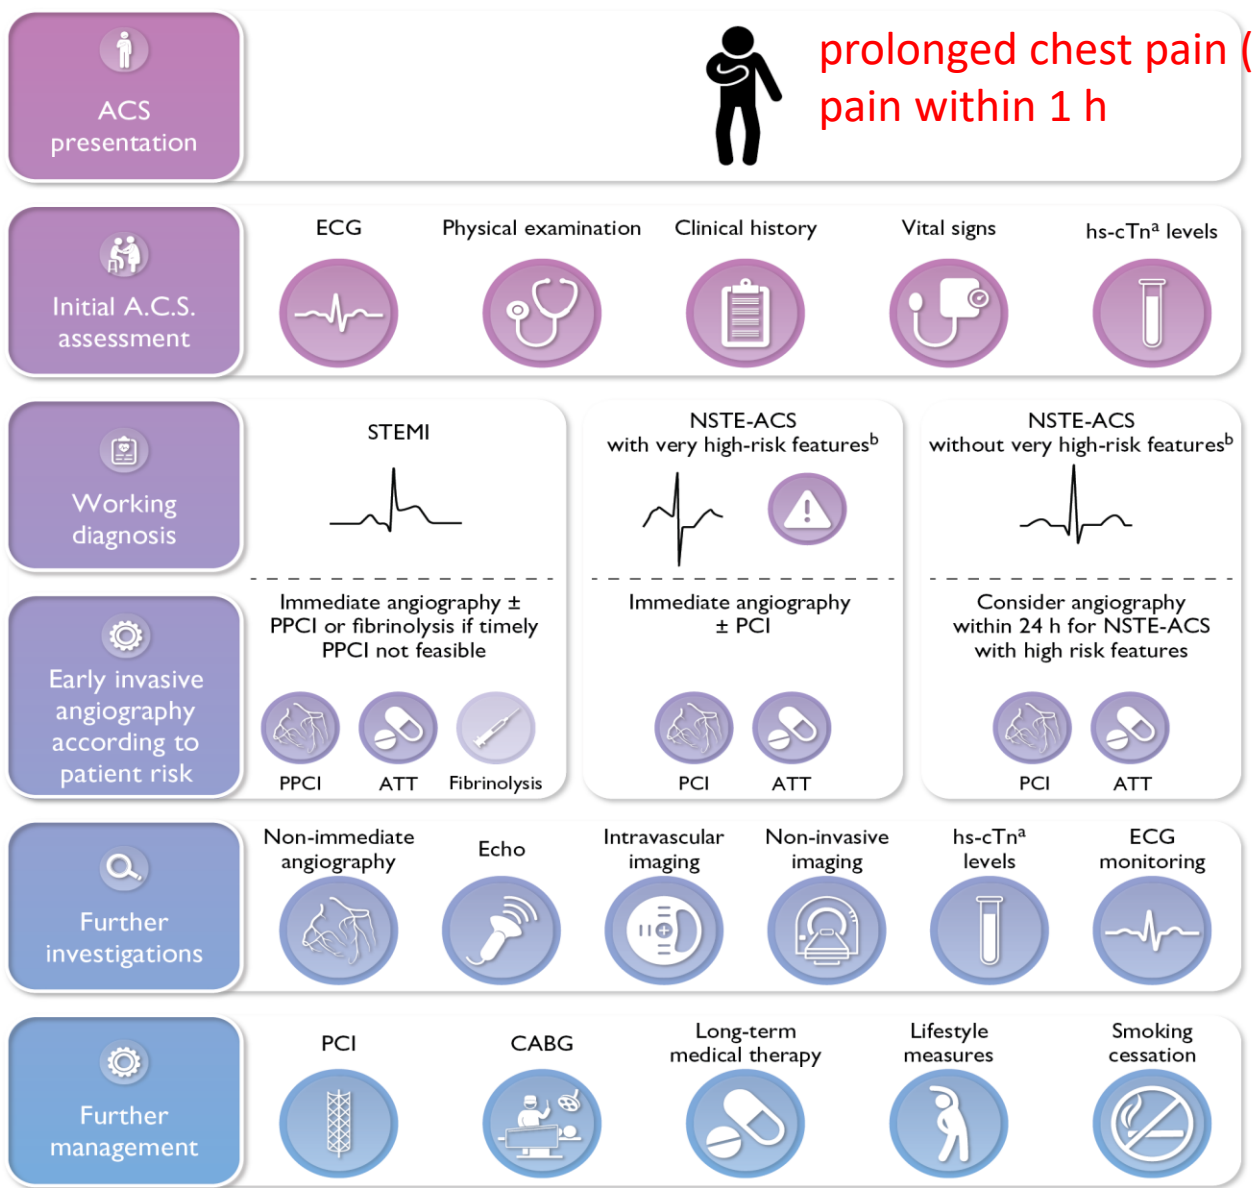 ACS
presentation
prolonged chest pain (
pain within 1 h
Initial A.C.S.
assessment
ECG
Physical examination
Clinical history
Vital signs
hs-cTnᵃ levels
Working
diagnosis
STEMI
NSTE-ACS
with very high-risk featuresᵇ
NSTE-ACS
without very high-risk featuresᵇ
Early invasive
angiography
according to
patient risk
Immediate angiography ±
PPCI or fibrinolysis if timely
PPCI not feasible
PPCI
ATT
Fibrinolysis
Immediate angiography
± PCI
PCI
ATT
Consider angiography
within 24 h for NSTE-ACS
with high risk features
PCI
ATT
Further
investigations
Non-immediate
angiography
Echo
Intravascular
imaging
Non-invasive
imaging
hs-cTnᵃ
levels
ECG
monitoring
Further
management
PCI
CABG
Long-term
medical therapy
Lifestyle
measures
Smoking
cessation